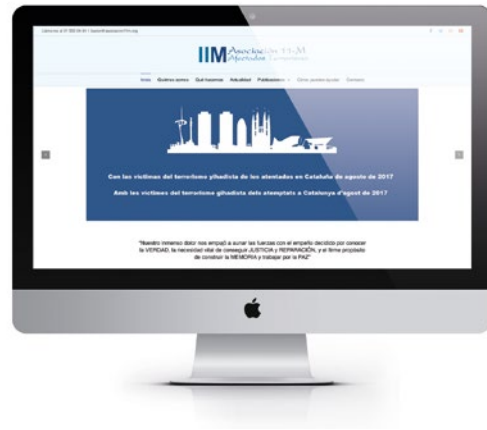 IIM Asociación 11-M
Afectados Terrorismo
Inicio Quiénes somos Qué hacemos Actualidad Publicaciones Cómo puedes ayudar Contacto
Con las víctimas del terrorismo yihadista de los atentados en Cataluña de agosto de 2017
Amb les víctimes del terrorisme gihadista dels atemptats a Catalunya d'agost de 2017
"Nuestro inmenso dolor nos empujó a aunar las fuerzas con el empeño decidido por conocer
la VERDAD, la necesidad vital de conseguir JUSTICIA y REPARACIÓN, y el firme propósito
de construir la MEMORIA y trabajar por la PAZ"